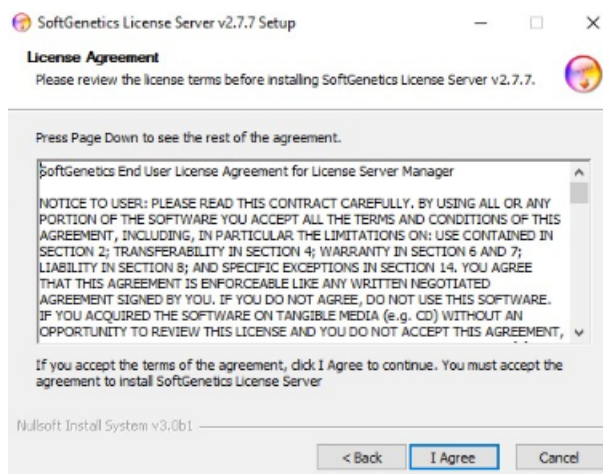 SoftGenetics License Server v2.7.7 Setup
License Agreement
Please review the license terms before installing SoftGenetics License Server v2.7.7.
Press Page Down to see the rest of the agreement.
SoftGenetics End User License Agreement for License Server Manager
NOTICE TO USER: PLEASE READ THIS CONTRACT CAREFULLY. BY USING ALL OR ANY
PORTION OF THE SOFTWARE YOU ACCEPT ALL THE TERMS AND CONDITIONS OF THIS
AGREEMENT, INCLUDING, IN PARTICULAR THE LIMITATIONS ON: USE CONTAINED IN
SECTION 2; TRANSFERABILITY IN SECTION 4; WARRANTY IN SECTION 6 AND 7;
LIABILITY IN SECTION 8; AND SPECIFIC EXCEPTIONS IN SECTION 14. YOU AGREE
THAT THIS AGREEMENT IS ENFORCEABLE LIKE ANY WRITTEN NEGOTIATED
AGREEMENT SIGNED BY YOU. IF YOU DO NOT AGREE, DO NOT USE THIS SOFTWARE.
IF YOU ACQUIRED THE SOFTWARE ON TANGIBLE MEDIA (e.g. CD) WITHOUT AN
OPPORTUNITY TO REVIEW THIS LICENSE AND YOU DO NOT ACCEPT THIS AGREEMENT,
If you accept the terms of the agreement, click I Agree to continue. You must accept the
agreement to install SoftGenetics License Server
Nullsoft Install System v3.0b1
< Back
I Agree
Cancel